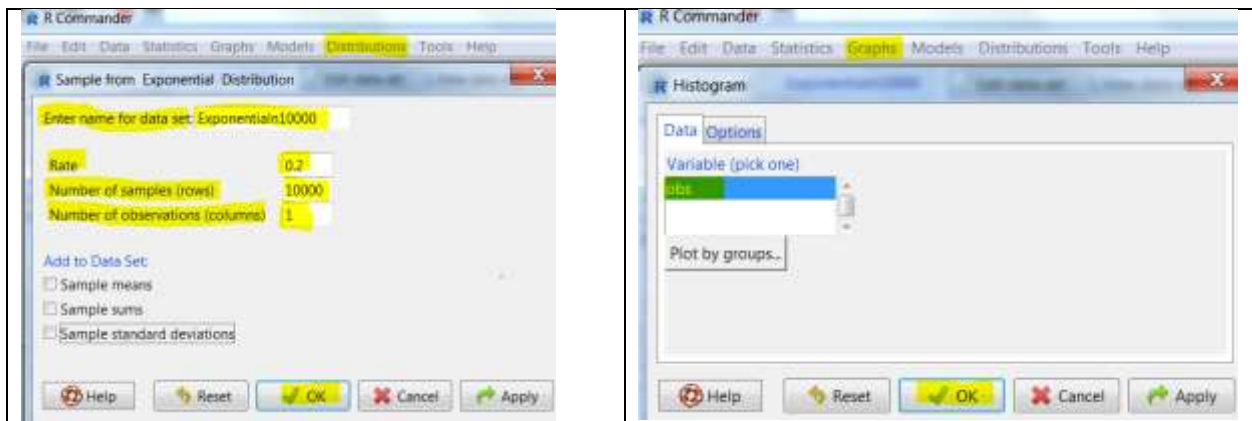 R Commander
File Edit Data Statistics Graphs Models Distributions Tools Help
Sample from Exponential Distribution
Enter name for data set: Exponentialn10000
Rate 0.2
Number of samples (rows) 10000
Number of observations (columns) 1
Add to Data Set:
Sample means
Sample sums
Sample standard deviations
Help Reset OK Cancel Apply
R Commander
File Edit Data Statistics Graphs Models Distributions Tools Help
Histogram
Data Options
Variable (pick one)
obs
Plot by groups...
Help Reset OK Cancel Apply